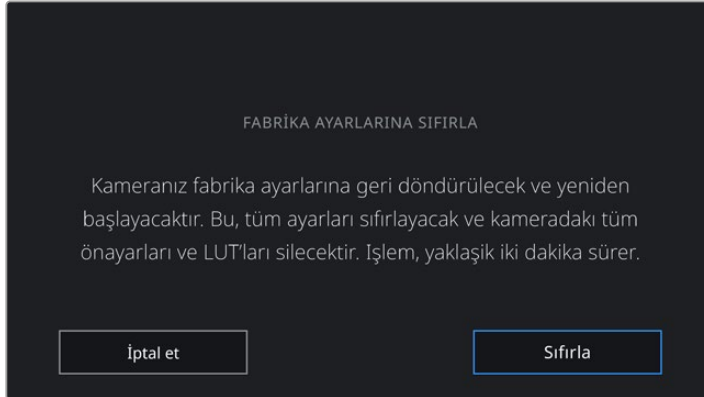 FABRİKA AYARLARINA SIFIRLA
Kameranız fabrika ayarlarına geri döndürülecek ve yeniden
başlayacaktır. Bu, tüm ayarları sıfırlayacak ve kameradakı tüm
önayarları ve LUT'ları silecektir. Işlem, yaklaşik iki dakika sürer.
İptal et
Sıfırla